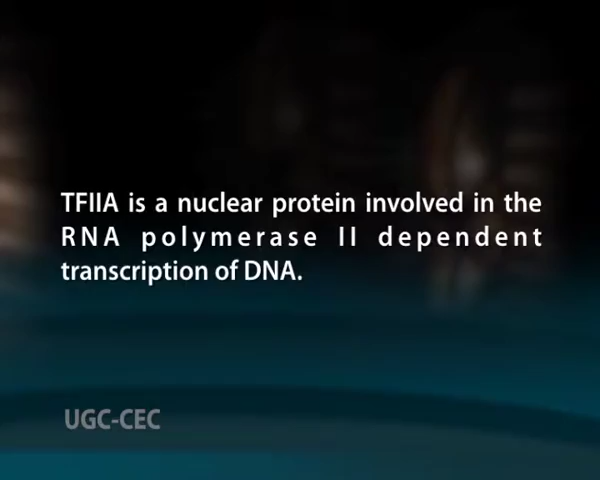 TFIIA is a nuclear protein involved in the
RNA polymerase II dependent
transcription of DNA.
UGC-CEC